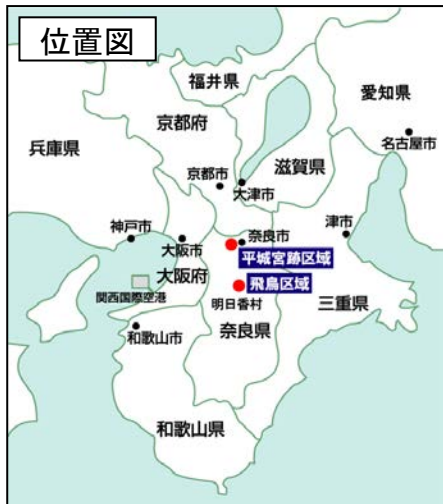 位置図
福井県
愛知県
京都府
兵庫県
滋賀県
名古屋市
京都市
大津市
神戸市
大阪市
奈良市
津市
平城宮跡区域
大阪府
飛鳥区域
関西国際空港
明日香村
三重県
和歌山市
奈良県
和歌山県